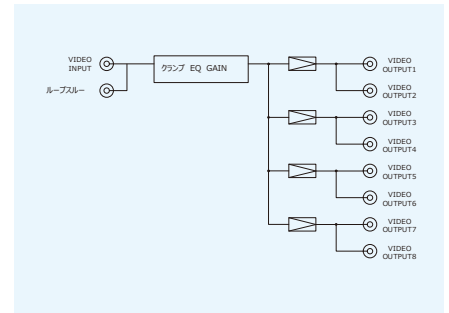 VIDEO
INPUT
ループスルー
クランプ EQ GAIN
VIDEO
OUTPUT1
VIDEO
OUTPUT2
VIDEO
OUTPUT3
VIDEO
OUTPUT4
VIDEO
OUTPUT5
VIDEO
OUTPUT6
VIDEO
OUTPUT7
VIDEO
OUTPUT8